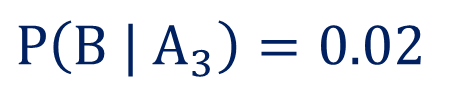 P(B | A₃) = 0.02